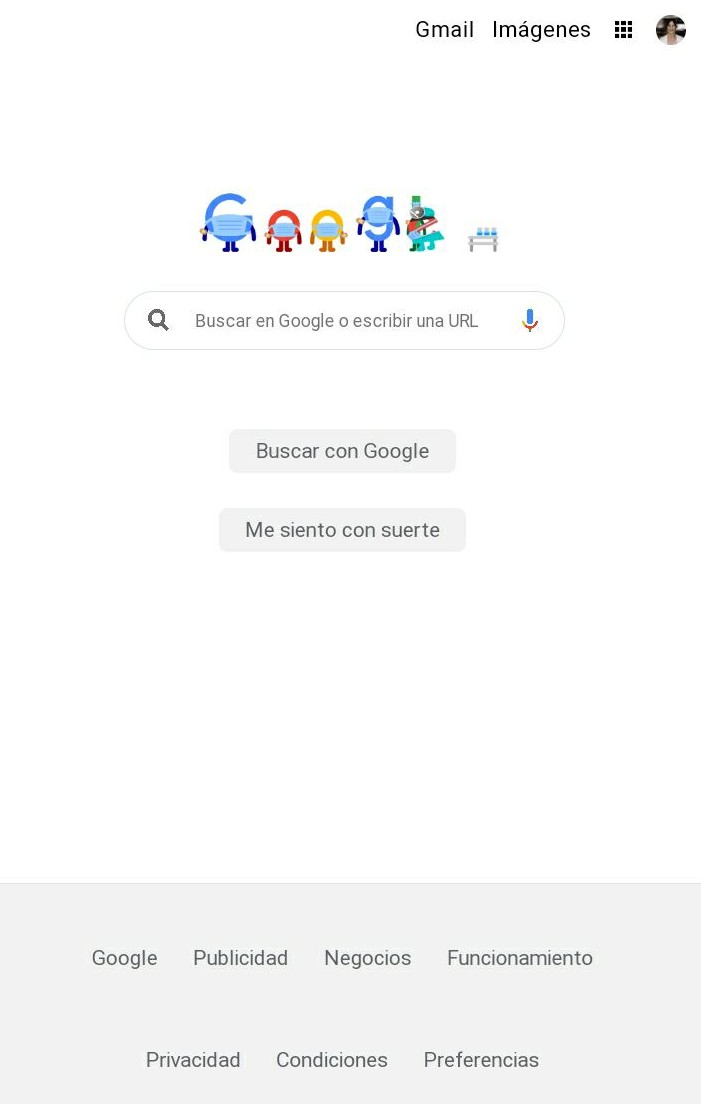 Gmail Imágenes
Google
Buscar en Google o escribir una URL
Buscar con Google
Me siento con suerte
Google Publicidad Negocios Funcionamiento
Privacidad Condiciones Preferencias